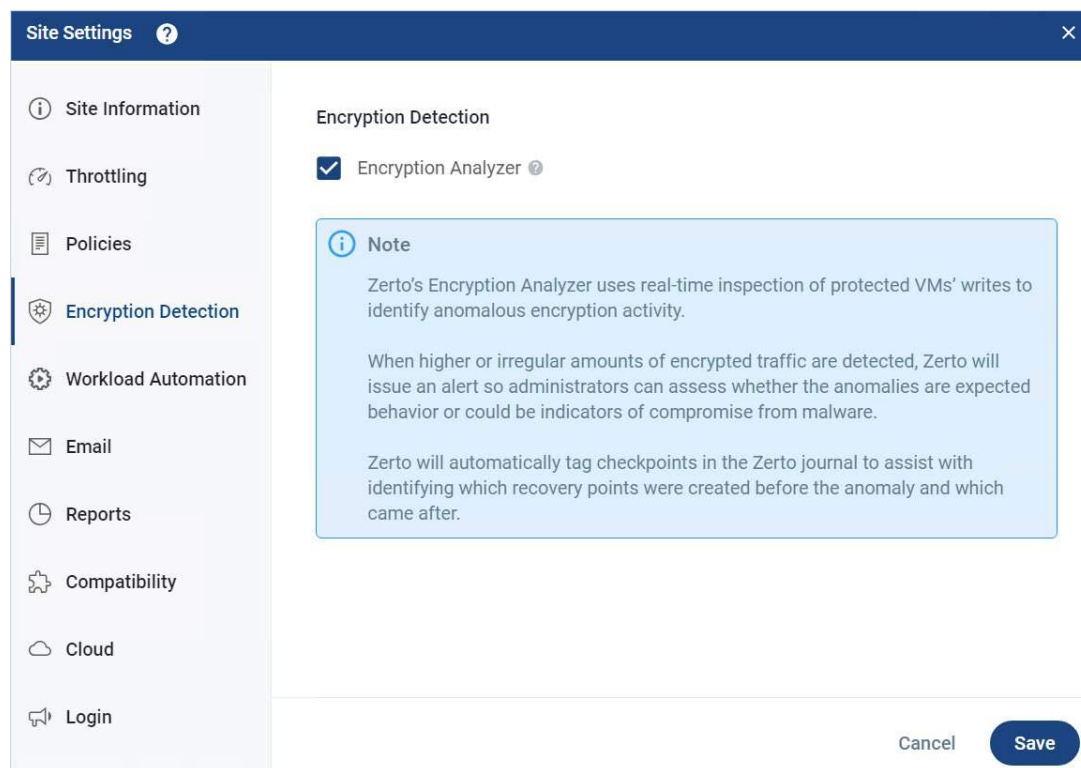 Site Settings
Site Information
Throttling
Policies
Encryption Detection
Workload Automation
Email
Reports
Compatibility
Cloud
Login
Encryption Detection
Encryption Analyzer
Note
Zerto's Encryption Analyzer uses real-time inspection of protected VMs' writes to
identify anomalous encryption activity.
When higher or irregular amounts of encrypted traffic are detected, Zerto will
issue an alert so administrators can assess whether the anomalies are expected
behavior or could be indicators of compromise from malware.
Zerto will automatically tag checkpoints in the Zerto journal to assist with
identifying which recovery points were created before the anomaly and which
came after.
Cancel
Save